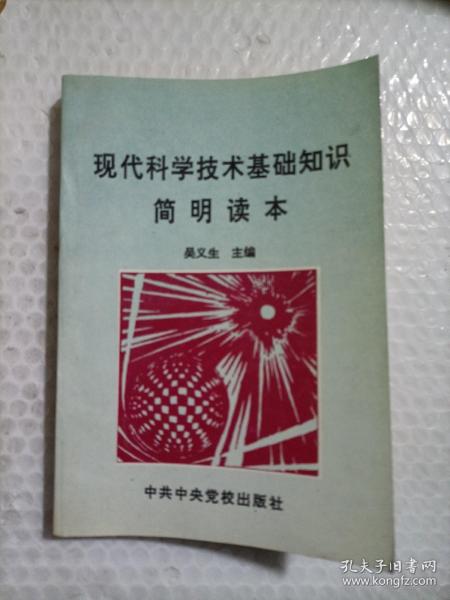 现代科学技术基础知识
简明读本
吴义生 主编
中共中央党校出版社
孔夫子旧书网
www.kongfz.com